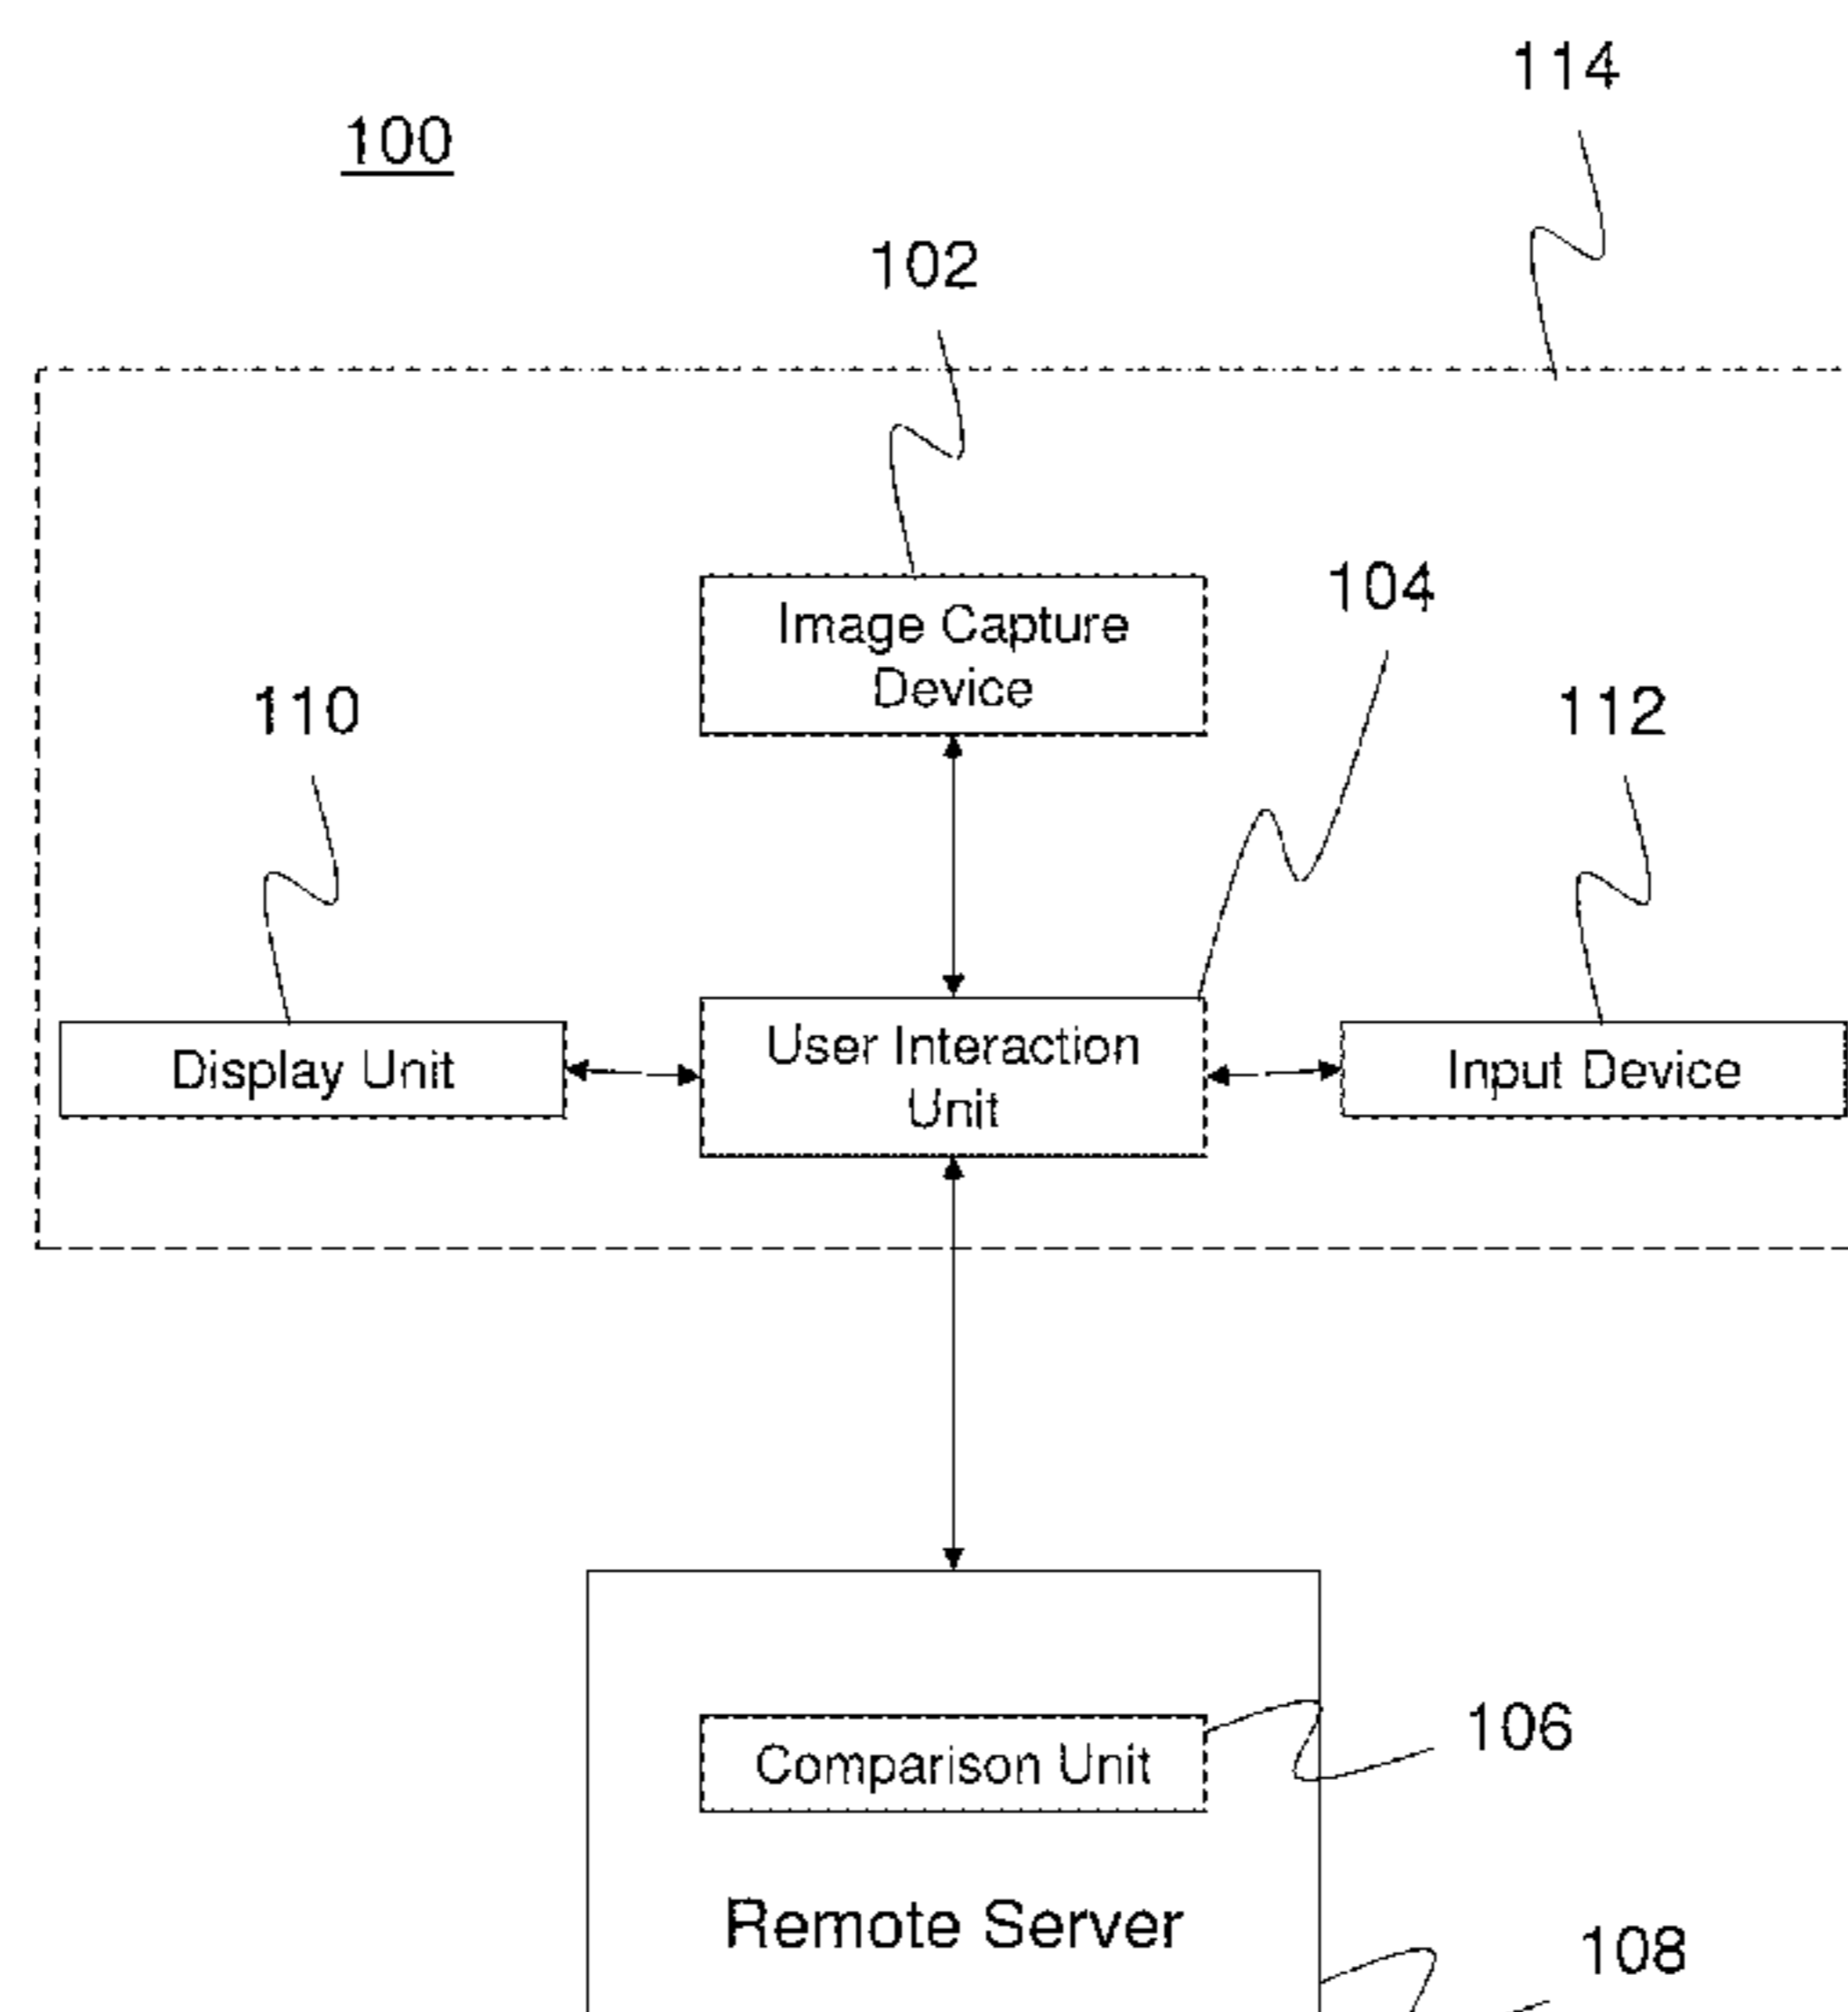 114
100
102
Image Capture
Device
104
110
112
Display Unit
User Interaction
Unit
Input Device
Comparison Unit
106
Remote Server
108